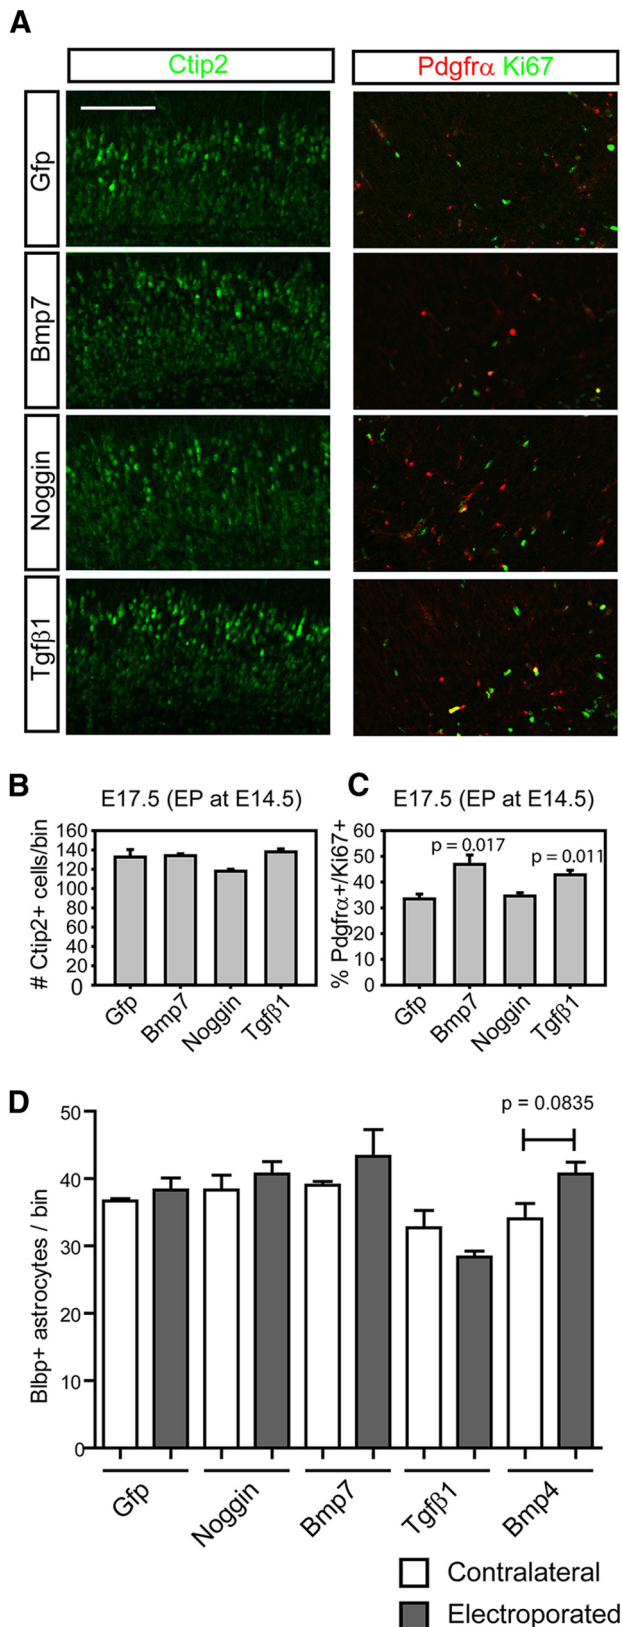 A
Ctip2
Pdgfrα Ki67
Gfp
Bmp7
Noggin
Tgfβ1
B
E17.5 (EP at E14.5)
# Ctip2+ cells/bin
160
140
120
100
80
60
40
20
0
Gfp
Bmp7
Noggin
Tgfβ1
C
E17.5 (EP at E14.5)
% Pdgfrα+/Ki67+
60
50
40
30
20
10
0
p = 0.017
p = 0.011
Gfp
Bmp7
Noggin
Tgfβ1
D
Blbp+ astrocytes / bin
50
40
30
20
10
0
p = 0.0835
Gfp
Noggin
Bmp7
Tgfβ1
Bmp4
Contralateral
Electroporated